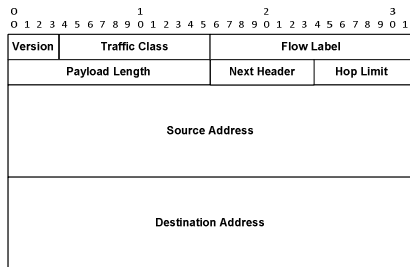 0 1 2 3
0 1 2 3 4 5 6 7 8 9 0 1 2 3 4 5 6 7 8 9 0 1 2 3 4 5 6 7 8 9 0 1
Version Traffic Class Flow Label
Payload Length Next Header Hop Limit
Source Address
Destination Address